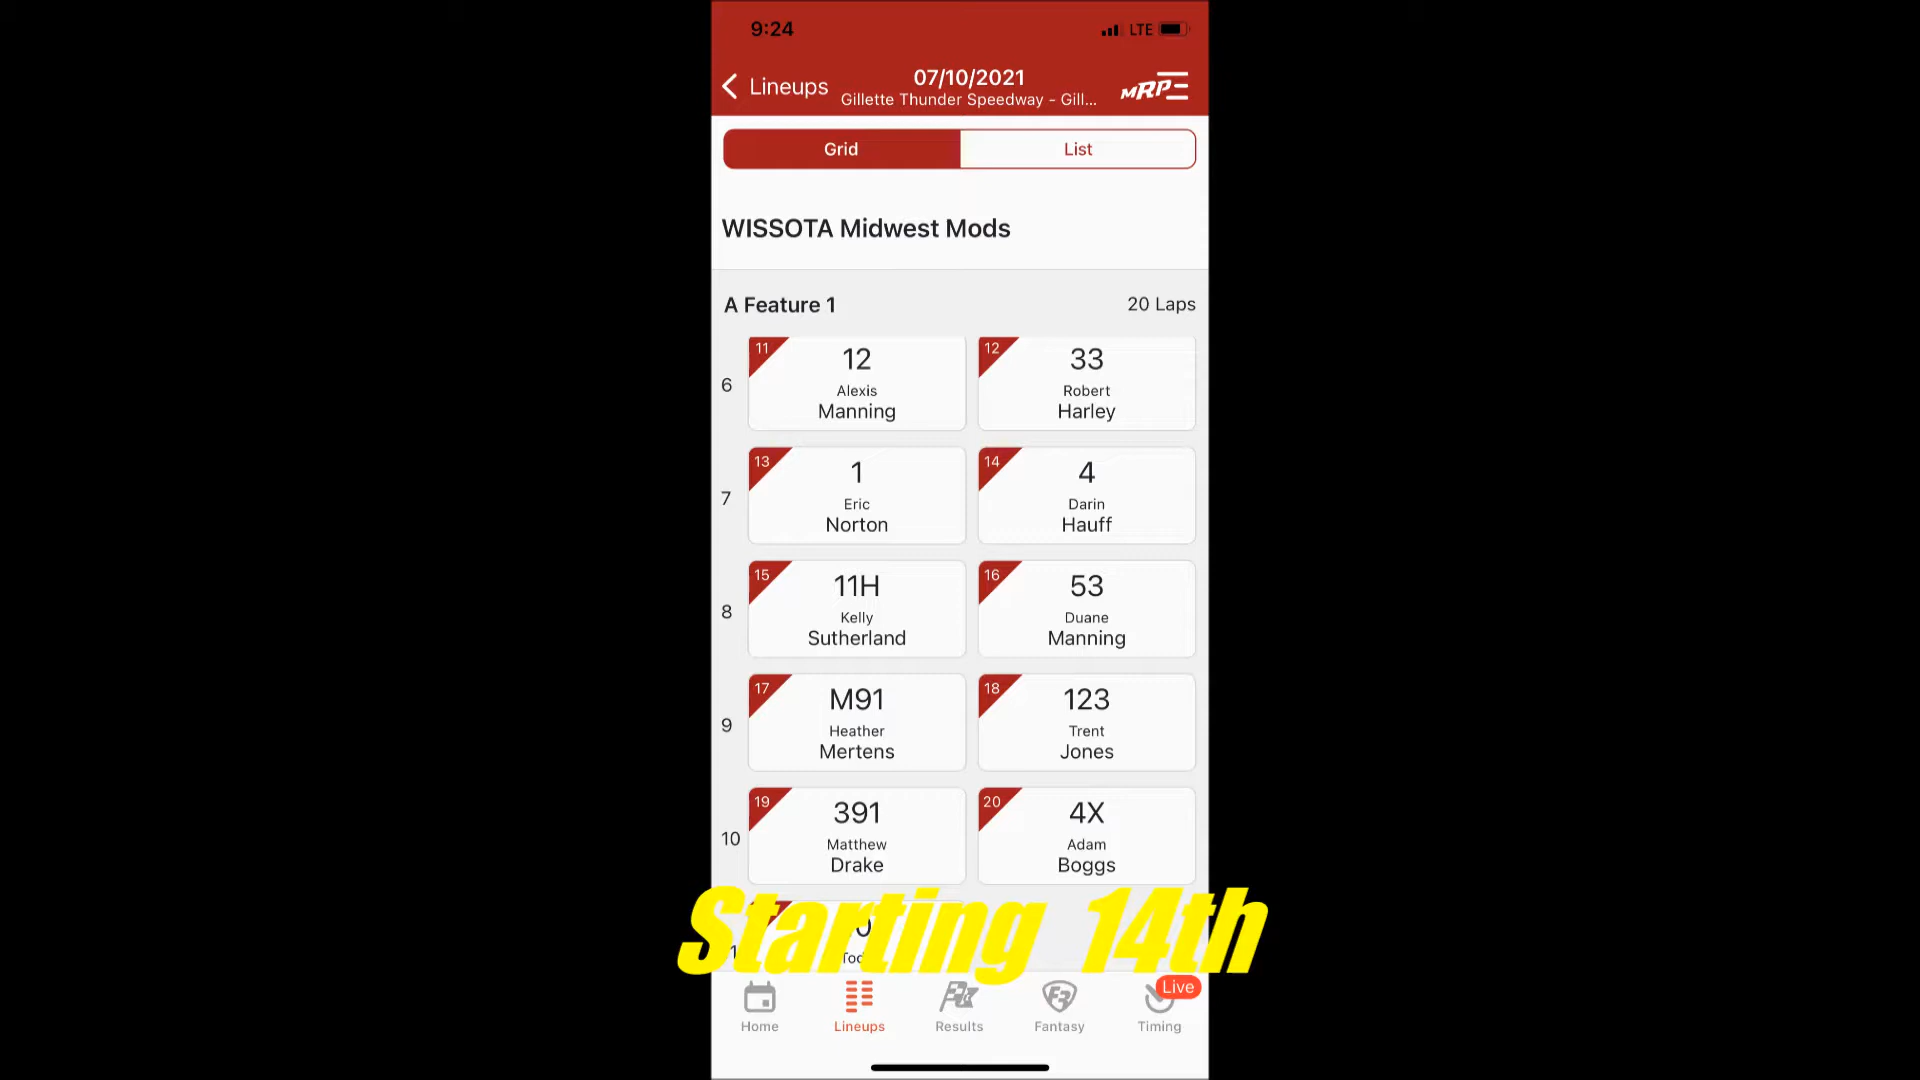 9:24
LTE
Lineups
07/10/2021
Gillette Thunder Speedway - Gill...
MRP
Grid
List
WISSOTA Midwest Mods
A Feature 1
20 Laps
6
11
12
Alexis
Manning
12
33
Robert
Harley
7
13
1
Eric
Norton
14
4
Darin
Hauff
8
15
11H
Kelly
Sutherland
16
53
Duane
Manning
9
17
M91
Heather
Mertens
18
123
Trent
Jones
10
19
391
Matthew
Drake
20
4X
Adam
Boggs
Starting 14th
Live
Home
Lineups
Results
Fantasy
Timing